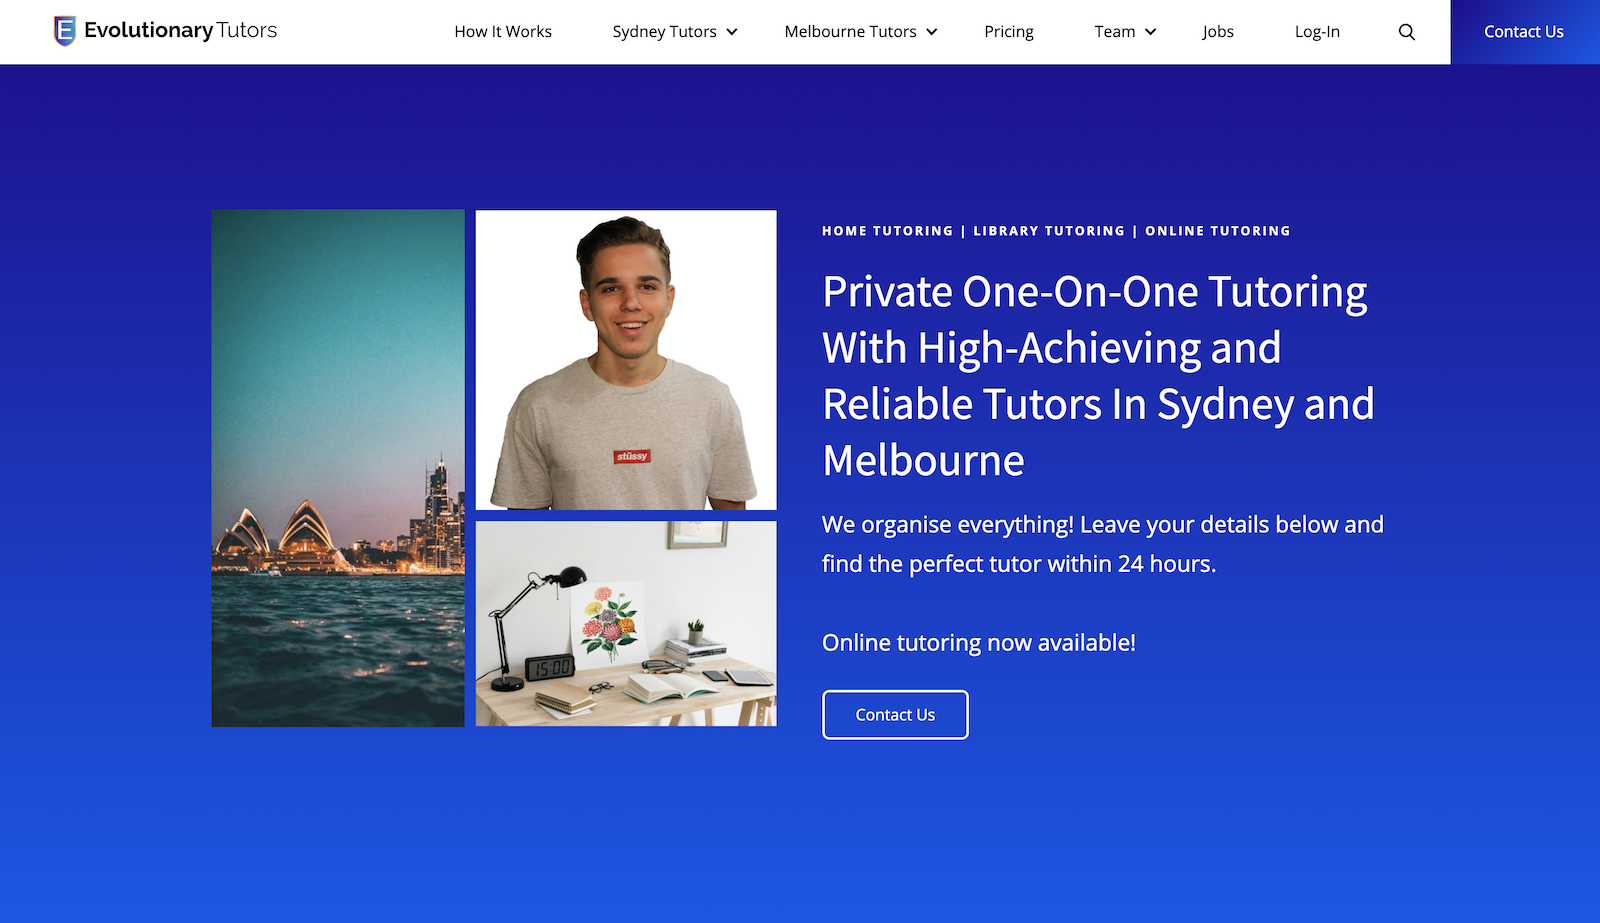 E Evolutionary Tutors
How It Works
Sydney Tutors
Melbourne Tutors
Pricing
Team
Jobs
Log-In
Contact Us
HOME TUTORING | LIBRARY TUTORING | ONLINE TUTORING
Private One-On-One Tutoring
With High-Achieving and
Reliable Tutors In Sydney and
Melbourne
We organise everything! Leave your details below and
find the perfect tutor within 24 hours.
Online tutoring now available!
Contact Us
stüssy
15:00